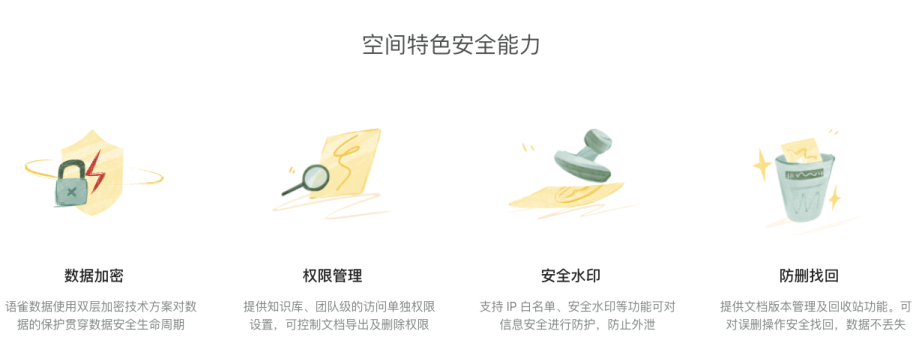 空间特色安全能力
数据加密
语雀数据使用双层加密技术方案对数
据的保护贯穿数据安全生命周期
权限管理
提供知识库、团队级的访问单独权限
设置，可控制文档导出及删除权限
安全水印
支持 IP 白名单、安全水印等功能可对
信息安全进行防护，防止外泄
防删找回
提供文档版本管理及回收站功能。可
对误删操作安全找回，数据不丢失